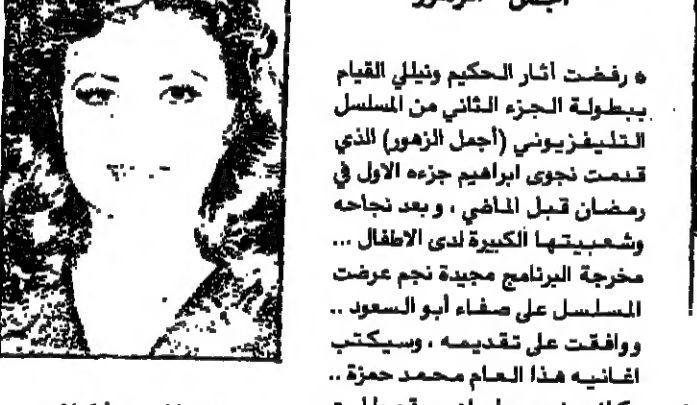 أجمل الزهور
* رفضت آثار الحكيم ونيللي القيام
ببطولة الجزء الثاني من المسلسل
التليفزيوني (أجمل الزهور) الذي
قدمت نجوى ابراهيم جزءه الاول في
رمضان قبل الماضي ، وبعد نجاحه
وشعبيتها الكبيرة لدى الاطفال ...
مخرجة البرنامج مجيدة نجم عرضت
المسلسل على صفاء أبو السعود ..
ووافقت على تقديمه ، وسيكتب
اغانيه هذا العام محمد حمزة ..